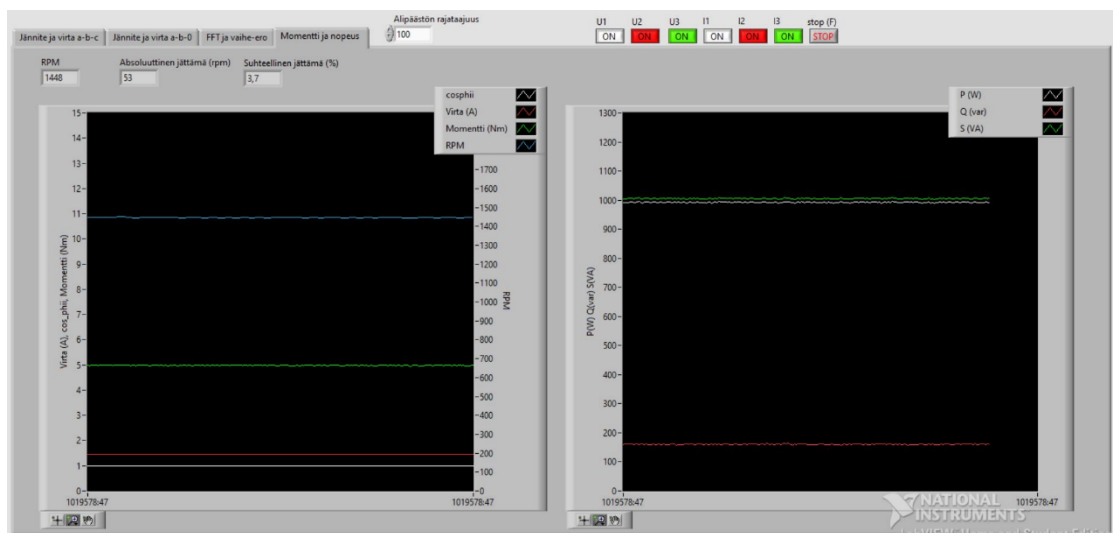 Alipäästön rajataajuus
100
U1 U2 U3 I1 I2 I3 stop (F)
ON ON ON ON ON ON STOP
Jännite ja virta a-b-c Jännite ja virta a-b-0 FFT ja vaihe-ero Momentti ja nopeus
RPM Absoluuttinen jättämä (rpm) Suhteellinen jättämä (%)
1448 53 3,7
cosphii
Virta (A)
Momentti (Nm)
RPM
15
14
13
12
11
10
9
8
7
6
5
4
3
2
1
0
Virta (A), cos_phii, Momentti (Nm)
1700
1600
1500
1400
1300
1200
1100
1000
900
800
700
600
500
400
300
200
100
0
RPM
1019578:47 1019578:47
P (W)
Q (var)
S (VA)
1300
1200
1100
1000
900
800
700
600
500
400
300
200
100
0
P(W) Q(var) S(VA)
1019578:47 1019578:47
NATIONAL
INSTRUMENTS